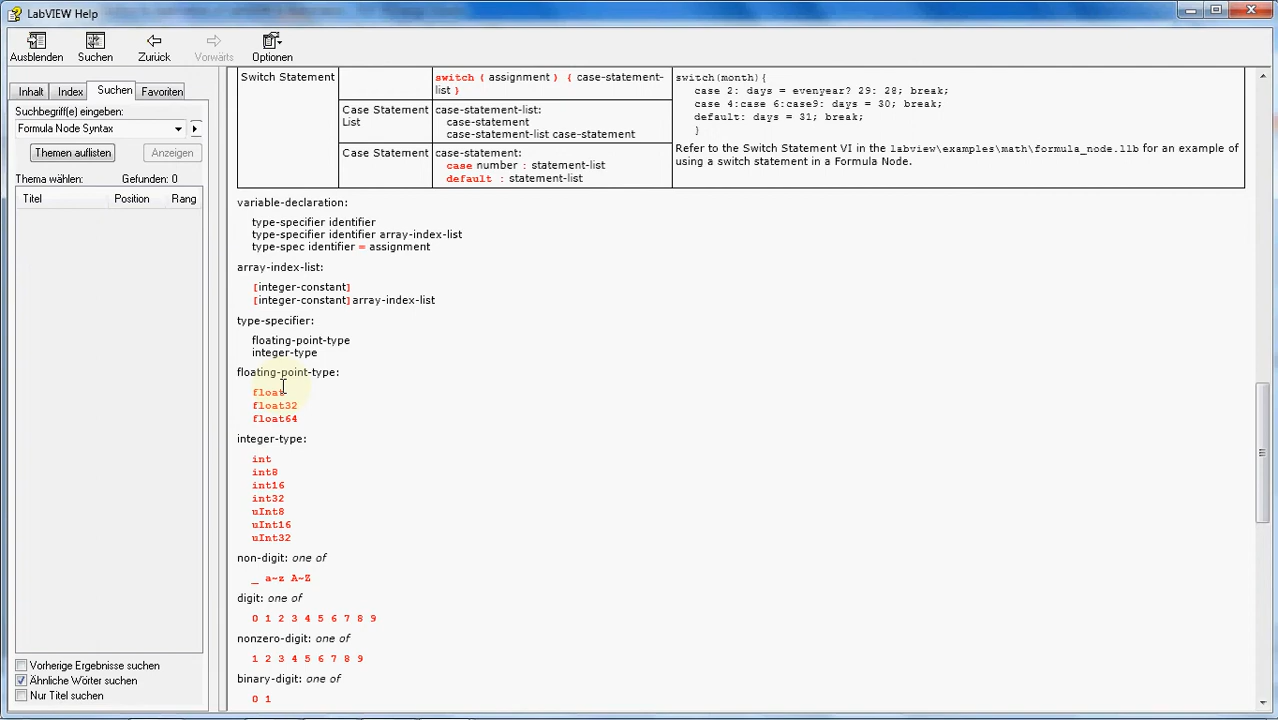 LabVIEW Help
Ausblenden Suchen Zurück Vorwärts Optionen
Inhalt Index Suchen Favoriten
Suchbegriff(e) eingeben:
Formula Node Syntax
Themen auflisten Anzeigen
Thema wählen: Gefunden: 0
Titel Position Rang
Vorherige Ergebnisse suchen
Ähnliche Wörter suchen
Nur Titel suchen
Switch Statement
switch ( assignment ) { case-statement-
list }
Case Statement
List
case-statement-list:
case-statement
case-statement-list case-statement
Case Statement
case-statement:
case number : statement-list
default : statement-list
switch(month){
case 2: days = evenyear? 29: 28; break;
case 4:case 6:case9: days = 30; break;
default: days = 31; break;
}
Refer to the Switch Statement VI in the labview\examples\math\formula_node.llb for an example of
using a switch statement in a Formula Node.
variable-declaration:
type-specifier identifier
type-specifier identifier array-index-list
type-spec identifier = assignment
array-index-list:
[integer-constant]
[integer-constant]array-index-list
type-specifier:
floating-point-type
integer-type
floating-point-type:
float
float32
float64
integer-type:
int
int8
int16
int32
uInt8
uInt16
uInt32
non-digit: one of
_ a~z A~Z
digit: one of
0 1 2 3 4 5 6 7 8 9
nonzero-digit: one of
1 2 3 4 5 6 7 8 9
binary-digit: one of
0 1